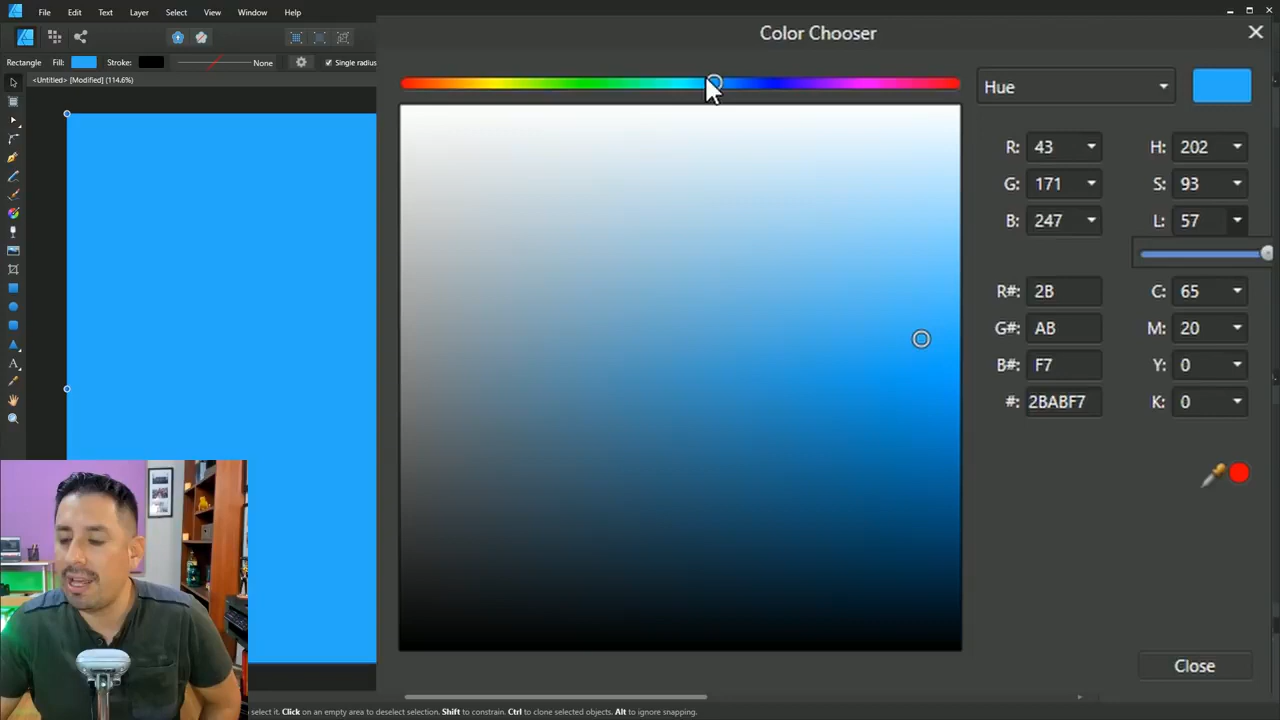 File Edit Text Layer Select View Window Help
Color Chooser
Rectangle Fill: Stroke: None Single radius
<Untitled> [Modified] (114.6%)
Hue
R: 43 H: 202
G: 171 S: 93
B: 247 L: 57
R#: 2B C: 65
G#: AB M: 20
B#: F7 Y: 0
#: 2BABF7 K: 0
Close
select it. Click on an empty area to deselect selection. Shift to constrain. Ctrl to clone selected objects. Alt to ignore snapping.